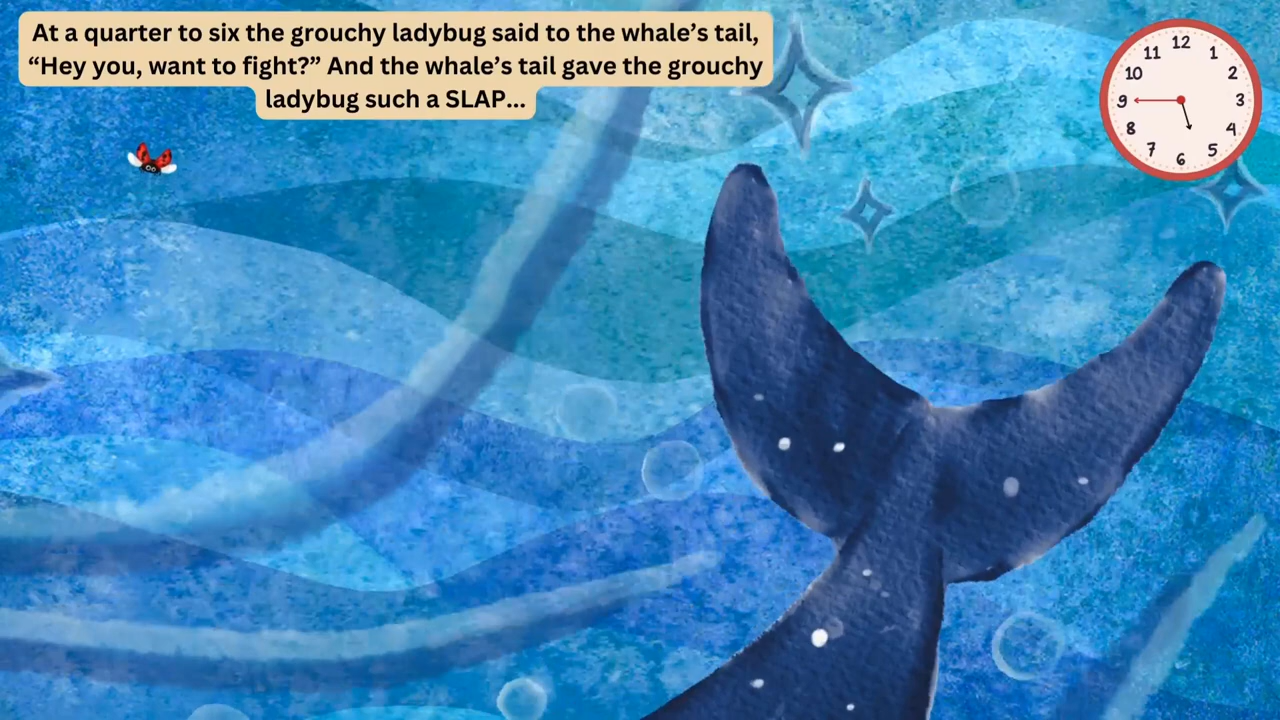 At a quarter to six the grouchy ladybug said to the whale’s tail,
“Hey you, want to fight?” And the whale’s tail gave the grouchy
ladybug such a SLAP...
12
11 1
10 2
9 3
8 4
7 5
6